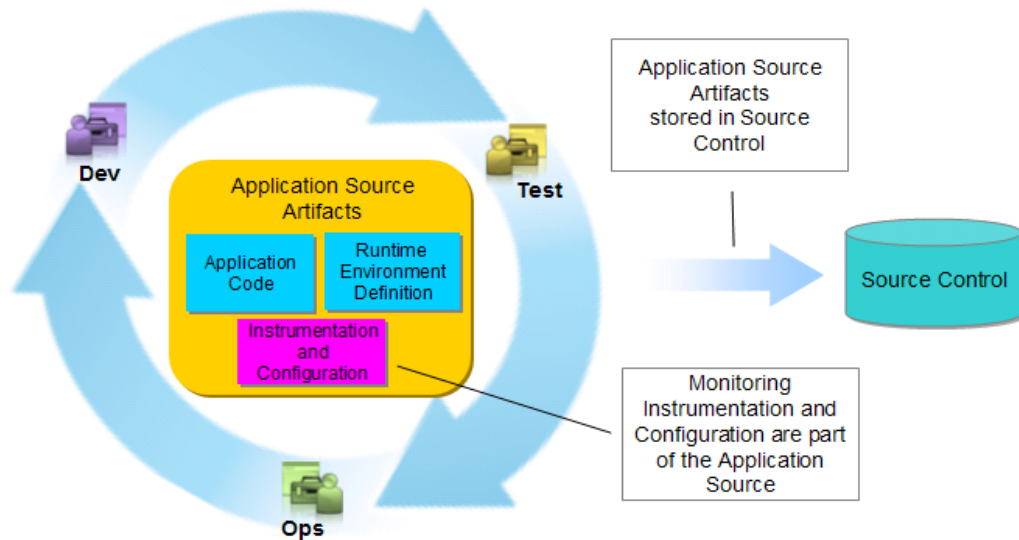 Dev
Test
Ops
Application Source
Artifacts
Application
Code
Runtime
Environment
Definition
Instrumentation
and
Configuration
Application Source
Artifacts
stored in Source
Control
Source Control
Monitoring
Instrumentation and
Configuration are part
of the Application
Source